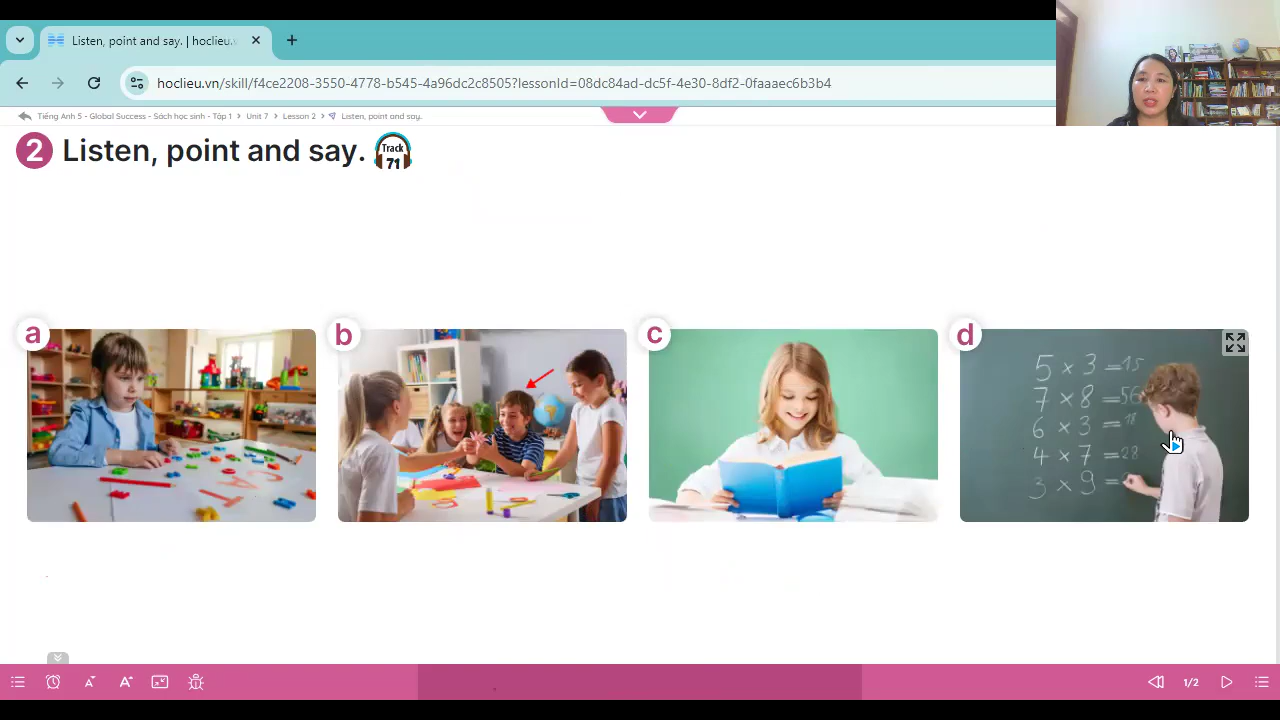 Listen, point and say. | hoclieu.v
hoclieu.vn/skill/f4ce2208-3550-4778-b545-4a96dc2c8505?lessonId=08dc84ad-dc5f-4e30-8df2-0faaaec6b3b4
Tiếng Anh 5 - Global Success - Sách học sinh - Tập 1 > Unit 7 > Lesson 2 > Listen, point and say.
2 Listen, point and say. Track 71
a b c d
5 × 3 = 15
7 × 8 = 56
6 × 3 = 18
4 × 7 = 28
3 × 9 =
A A 1/2